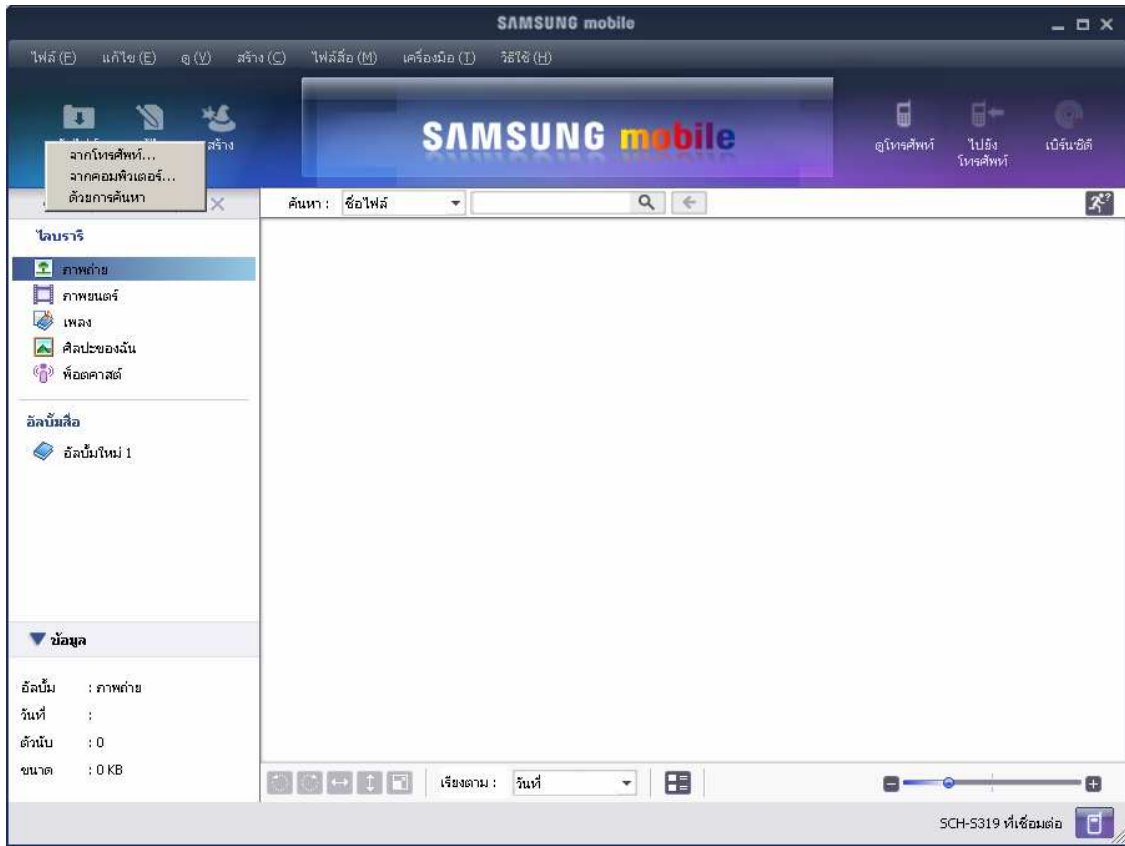 SAMSUNG mobile
ไฟล์ (F) แก้ไข (E) ดู (V) สร้าง (C) ไฟล์สื่อ (M) เครื่องมือ (T) วิธีใช้ (H)
SAMSUNG mobile
สร้าง
ดูโทรศัพท์
ไปยัง
โทรศัพท์
เบิร์นซีดี
จากโทรศัพท์...
จากคอมพิวเตอร์...
ด้วยการค้นหา
ค้นหา : ชื่อไฟล์
ไลบรารี
ภาพถ่าย
ภาพยนตร์
เพลง
ศิลปะของฉัน
พ็อตคาสต์
อัลบั้มสื่อ
อัลบั้มใหม่ 1
ข้อมูล
อัลบั้ม : ภาพถ่าย
วันที่ :
ตัวนับ : 0
ขนาด : 0 KB
เรียงตาม : วันที่
SCH-S319 ที่เชื่อมต่อ